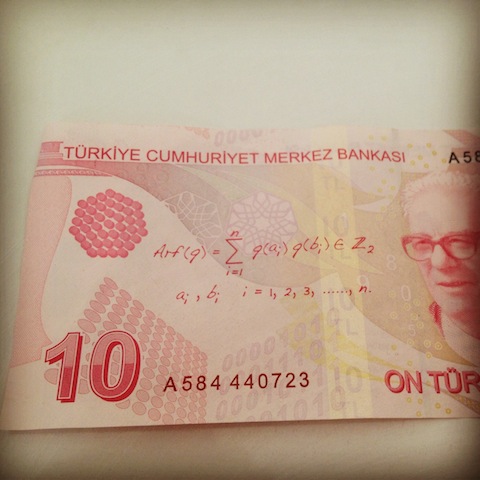 TÜRKİYE CUMHURİYET MERKEZ BANKASI A58
Arf(q) = n∑i=1 q(aᵢ) q(bᵢ) ∈ ℤ₂
aᵢ, bᵢ i = 1, 2, 3, ......, n.
10 A584 440723 ON TÜR